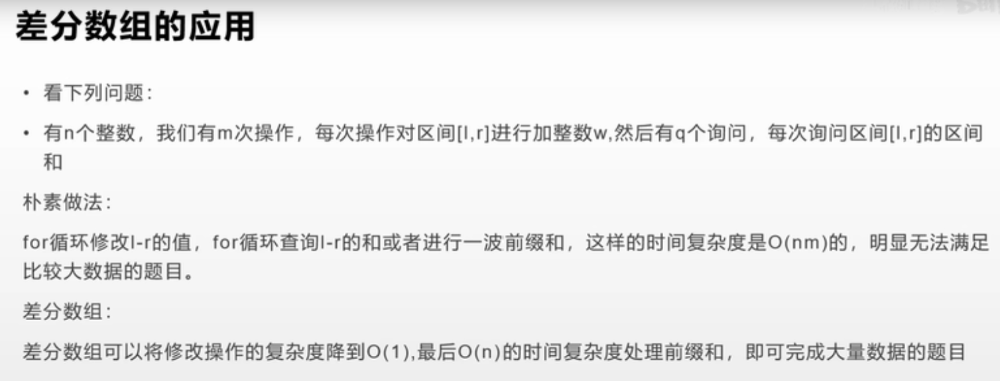 差分数组的应用
• 看下列问题：
• 有n个整数，我们有m次操作，每次操作对区间[l,r]进行加整数w,然后有q个询问，每次询问区间[l,r]的区间
和
朴素做法：
for循环修改l-r的值，for循环查询l-r的和或者进行一波前缀和，这样的时间复杂度是O(nm)的，明显无法满足
比较大数据的题目。
差分数组：
差分数组可以将修改操作的复杂度降到O(1),最后O(n)的时间复杂度处理前缀和，即可完成大量数据的题目